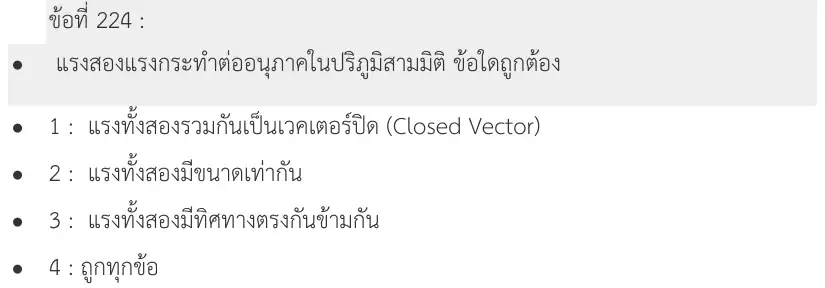 ข้อที่ 224 :
• แรงสองแรงกระทำต่ออนุภาคในปริภูมิสามมิติ ข้อใดถูกต้อง
• 1 : แรงทั้งสองรวมกันเป็นเวคเตอร์ปิด (Closed Vector)
• 2 : แรงทั้งสองมีขนาดเท่ากัน
• 3 : แรงทั้งสองมีทิศทางตรงกันข้ามกัน
• 4 : ถูกทุกข้อ